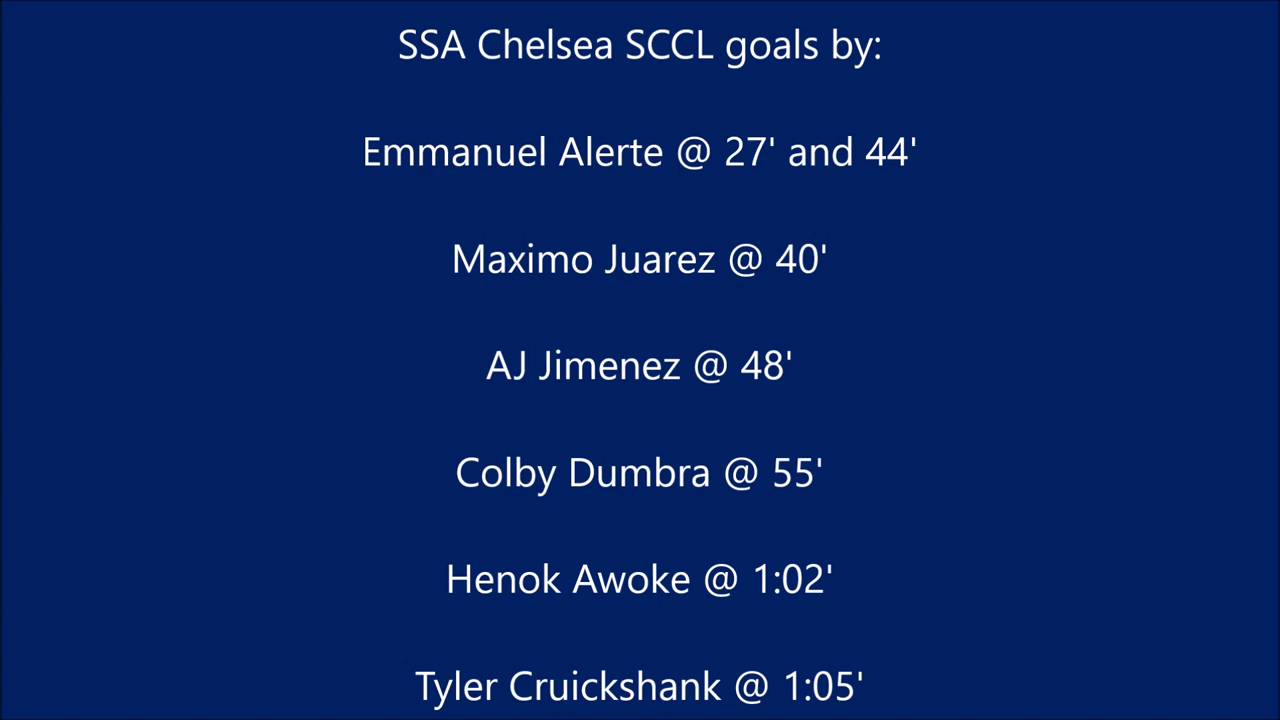 SSA Chelsea SCCL goals by:
Emmanuel Alerte @ 27' and 44'
Maximo Juarez @ 40'
AJ Jimenez @ 48'
Colby Dumbra @ 55'
Henok Awoke @ 1:02'
Tyler Cruickshank @ 1:05'